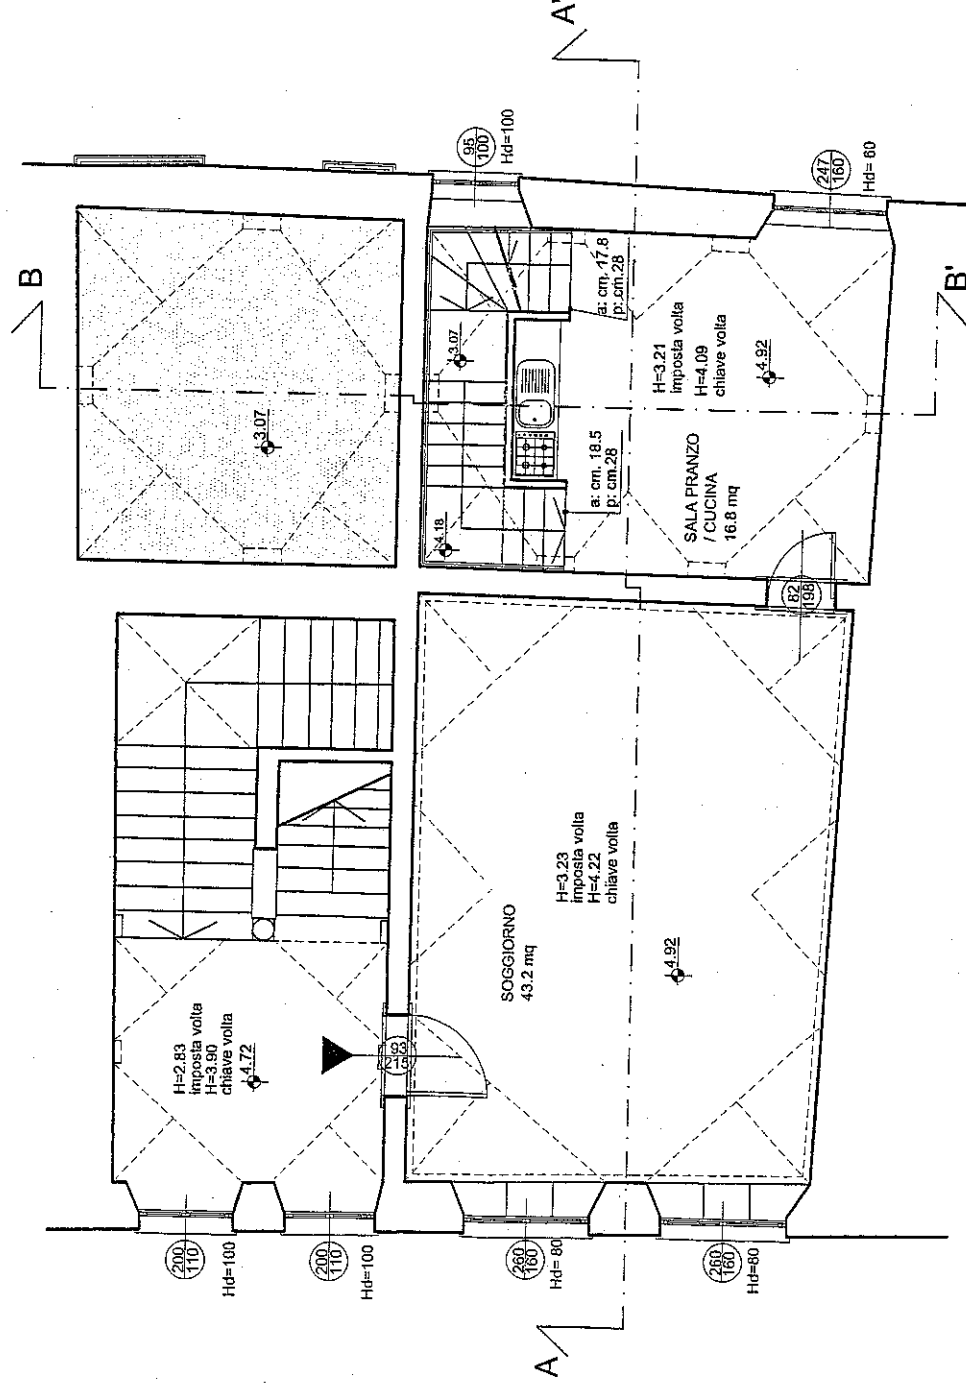 A'
B
95
100
Hd=100
247
160
Hd= 60
B'
3.07
3.07
4.18
a: cm. 17.8
p: cm.28
a: cm. 18.5
p: cm.28
H=3.21
imposta volta
H=4.09
chiave volta
4.92
SALA PRANZO
/ CUCINA
16.8 mq
82
198
H=3.23
imposta volta
H=4.22
chiave volta
SOGGIORNO
43.2 mq
4.92
H=2.83
imposta volta
H=3.90
chiave volta
4.72
93
215
200
110
Hd=100
200
110
Hd=100
260
160
Hd= 80
260
160
Hd=80
A